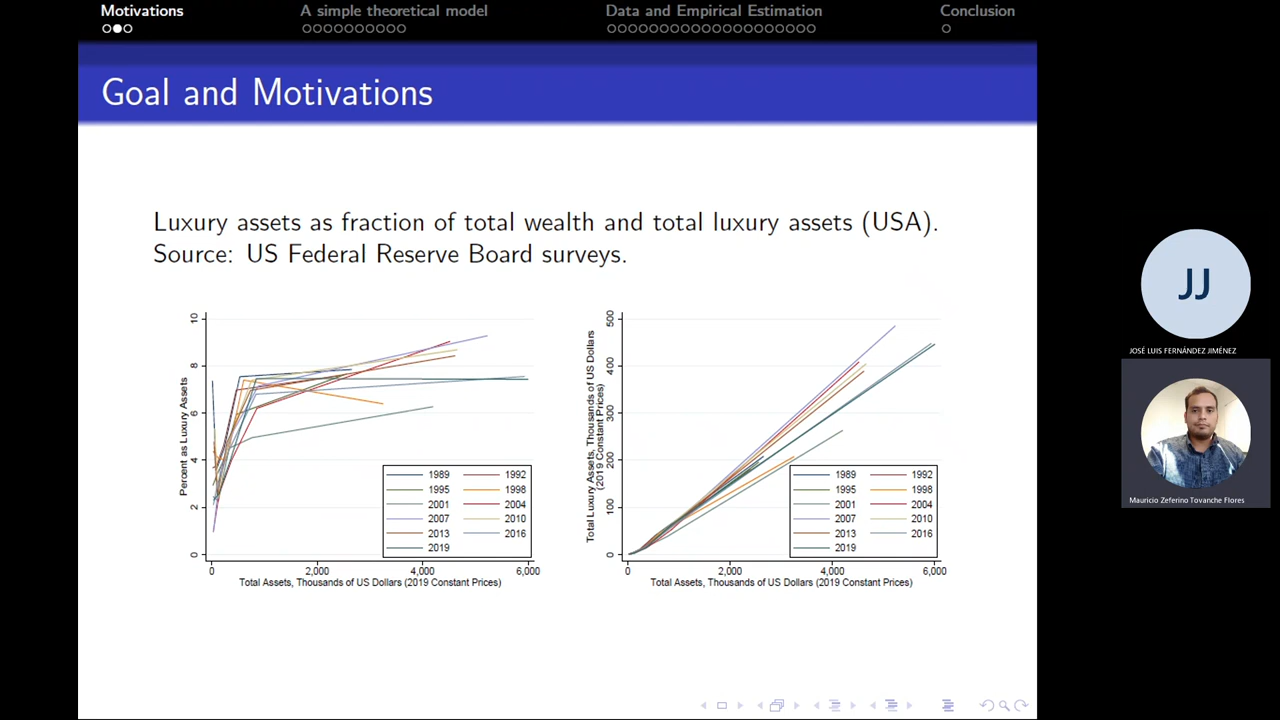 Motivations
A simple theoretical model
Data and Empirical Estimation
Conclusion
Goal and Motivations
Luxury assets as fraction of total wealth and total luxury assets (USA).
Source: US Federal Reserve Board surveys.
Percent as Luxury Assets
0
2
4
6
8
10
0
2,000
4,000
6,000
Total Assets, Thousands of US Dollars (2019 Constant Prices)
1989
1992
1995
1998
2001
2004
2007
2010
2013
2016
2019
Total Luxury Assets, Thousands of US Dollars
(2019 Constant Prices)
0
100
200
300
400
500
0
2,000
4,000
6,000
Total Assets, Thousands of US Dollars (2019 Constant Prices)
1989
1992
1995
1998
2001
2004
2007
2010
2013
2016
2019
JJ
JOSÉ LUIS FERNÁNDEZ JIMÉNEZ
Mauricio Zeferino Tovanche Flores